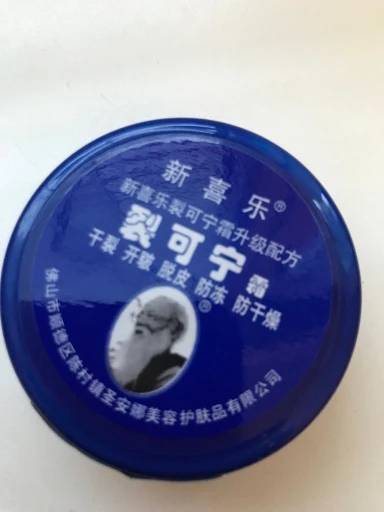 新喜乐®
新喜乐裂可宁霜升级配方
裂可宁霜®
干裂 开皲 脱皮 防冻 防干燥
佛山市顺德区陈村镇圣安娜美容护肤品有限公司